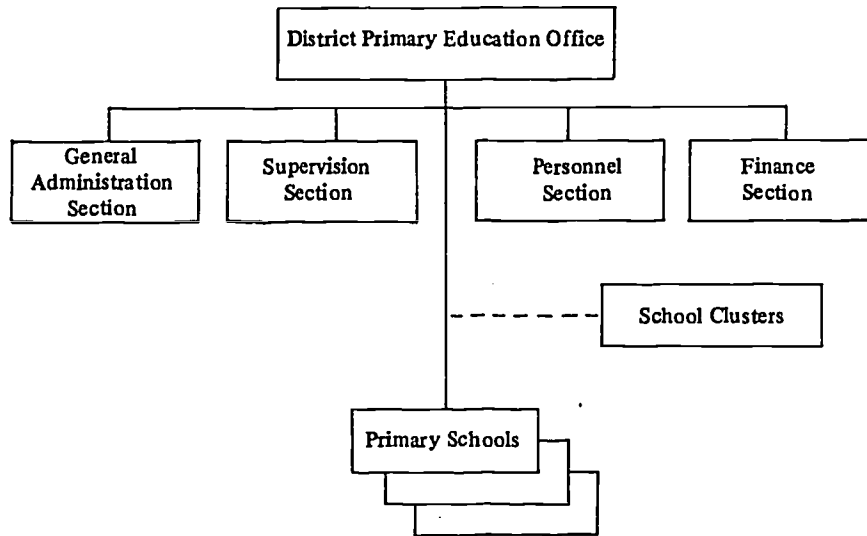 District Primary Education Office
General
Administration
Section
Supervision
Section
Personnel
Section
Finance
Section
School Clusters
Primary Schools